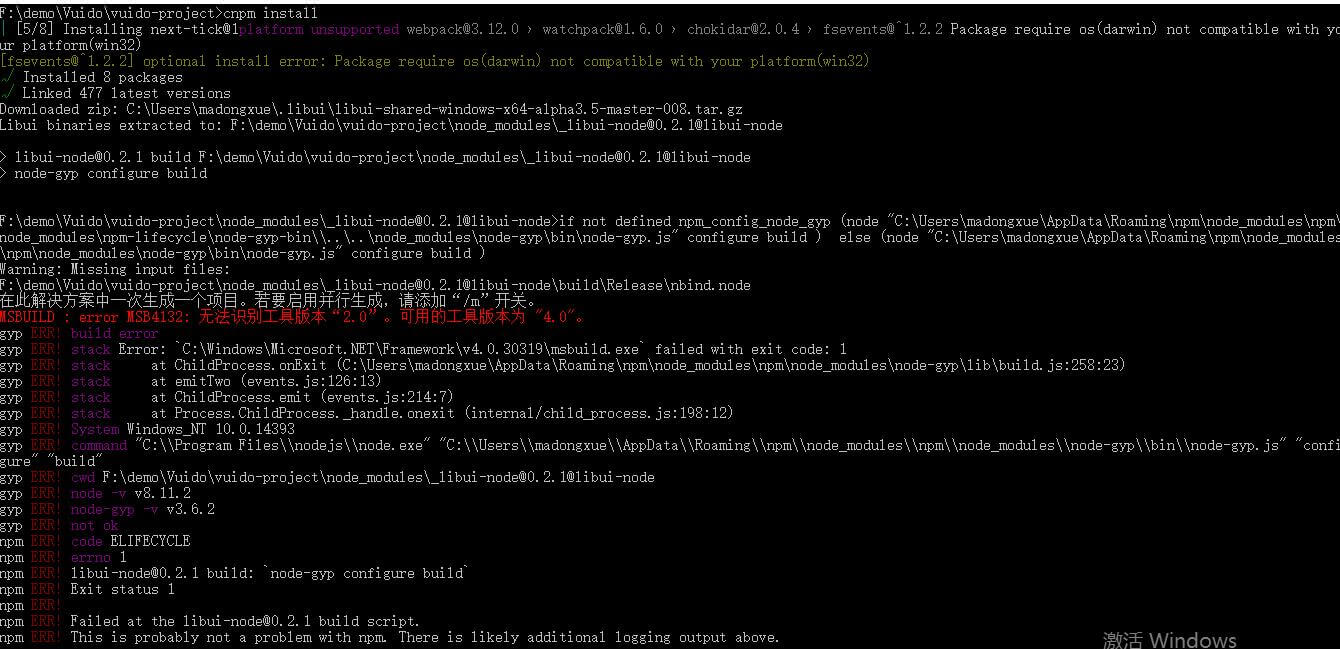 F:\demo\Vuido\vuido-project>cnpm install
| [5/8] Installing next-tick@1platform unsupported webpack@3.12.0 › watchpack@1.6.0 › chokidar@2.0.4 › fsevents@^1.2.2 Package require os(darwin) not compatible with yo
ur platform(win32)
[fsevents@^1.2.2] optional install error: Package require os(darwin) not compatible with your platform(win32)
√ Installed 8 packages
√ Linked 477 latest versions
Downloaded zip: C:\Users\madongxue\.libui\libui-shared-windows-x64-alpha3.5-master-008.tar.gz
Libui binaries extracted to: F:\demo\Vuido\vuido-project\node_modules\_libui-node@0.2.1@libui-node
> libui-node@0.2.1 build F:\demo\Vuido\vuido-project\node_modules\_libui-node@0.2.1@libui-node
> node-gyp configure build
F:\demo\Vuido\vuido-project\node_modules\_libui-node@0.2.1@libui-node>if not defined npm_config_node_gyp (node "C:\Users\madongxue\AppData\Roaming\npm\node_modules\npm\
node_modules\npm-lifecycle\node-gyp-bin\\..\..\node_modules\node-gyp\bin\node-gyp.js" configure build )  else (node "C:\Users\madongxue\AppData\Roaming\npm\node_modules
\npm\node_modules\node-gyp\bin\node-gyp.js" configure build )
Warning: Missing input files:
F:\demo\Vuido\vuido-project\node_modules\_libui-node@0.2.1@libui-node\build\Release\nbind.node
在此解决方案中一次生成一个项目。若要启用并行生成，请添加“/m”开关。
MSBUILD : error MSB4132: 无法识别工具版本“2.0”。可用的工具版本为 "4.0"。
gyp ERR! build error
gyp ERR! stack Error: `C:\Windows\Microsoft.NET\Framework\v4.0.30319\msbuild.exe` failed with exit code: 1
gyp ERR! stack     at ChildProcess.onExit (C:\Users\madongxue\AppData\Roaming\npm\node_modules\npm\node_modules\node-gyp\lib\build.js:258:23)
gyp ERR! stack     at emitTwo (events.js:126:13)
gyp ERR! stack     at ChildProcess.emit (events.js:214:7)
gyp ERR! stack     at Process.ChildProcess._handle.onexit (internal/child_process.js:198:12)
gyp ERR! System Windows_NT 10.0.14393
gyp ERR! command "C:\\Program Files\\nodejs\\node.exe" "C:\\Users\\madongxue\\AppData\\Roaming\\npm\\node_modules\\npm\\node_modules\\node-gyp\\bin\\node-gyp.js" "confi
gure" "build"
gyp ERR! cwd F:\demo\Vuido\vuido-project\node_modules\_libui-node@0.2.1@libui-node
gyp ERR! node -v v8.11.2
gyp ERR! node-gyp -v v3.6.2
gyp ERR! not ok
npm ERR! code ELIFECYCLE
npm ERR! errno 1
npm ERR! libui-node@0.2.1 build: `node-gyp configure build`
npm ERR! Exit status 1
npm ERR!
npm ERR! Failed at the libui-node@0.2.1 build script.
npm ERR! This is probably not a problem with npm. There is likely additional logging output above.
激活 Windows